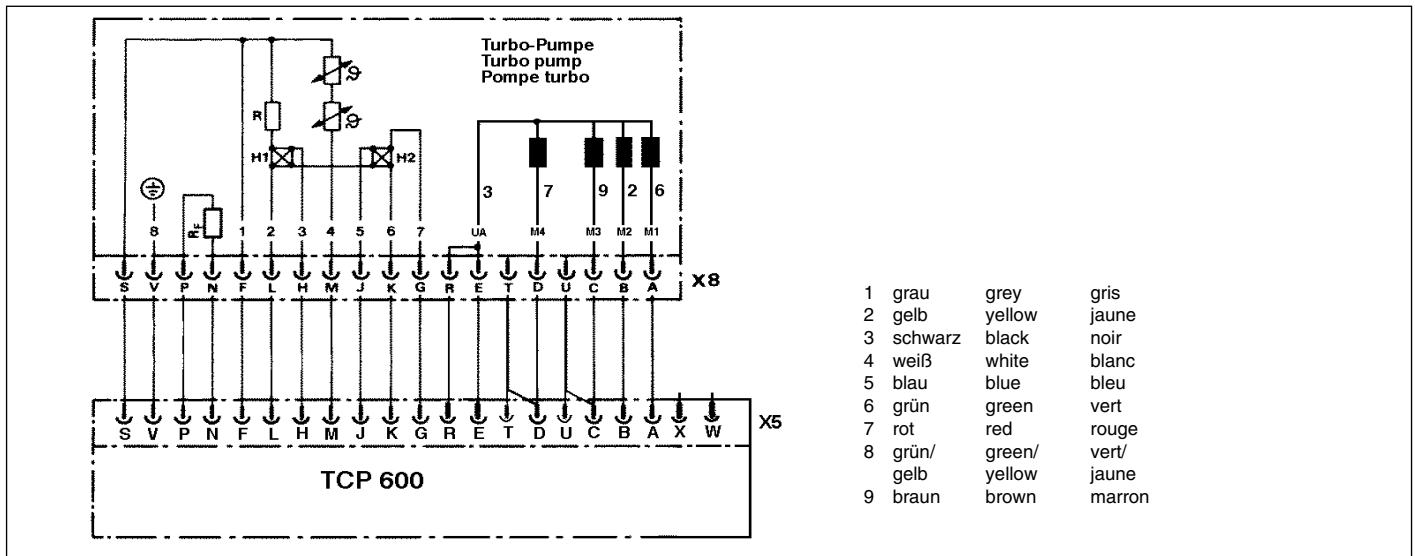 Turbo-Pumpe
Turbo pump
Pompe turbo
ϑ
ϑ
R
H1
H2
3 7 9 2 6
RF
8 1 2 3 4 5 6 7 UA M4 M3 M2 M1
S V P N F L H M J K G R E T D U C B A
X8
S V P N F L H M J K G R E T D U C B A X W
X5
TCP 600
1 grau grey gris
2 gelb yellow jaune
3 schwarz black noir
4 weiß white blanc
5 blau blue bleu
6 grün green vert
7 rot red rouge
8 grün/ green/ vert/
gelb yellow jaune
9 braun brown marron